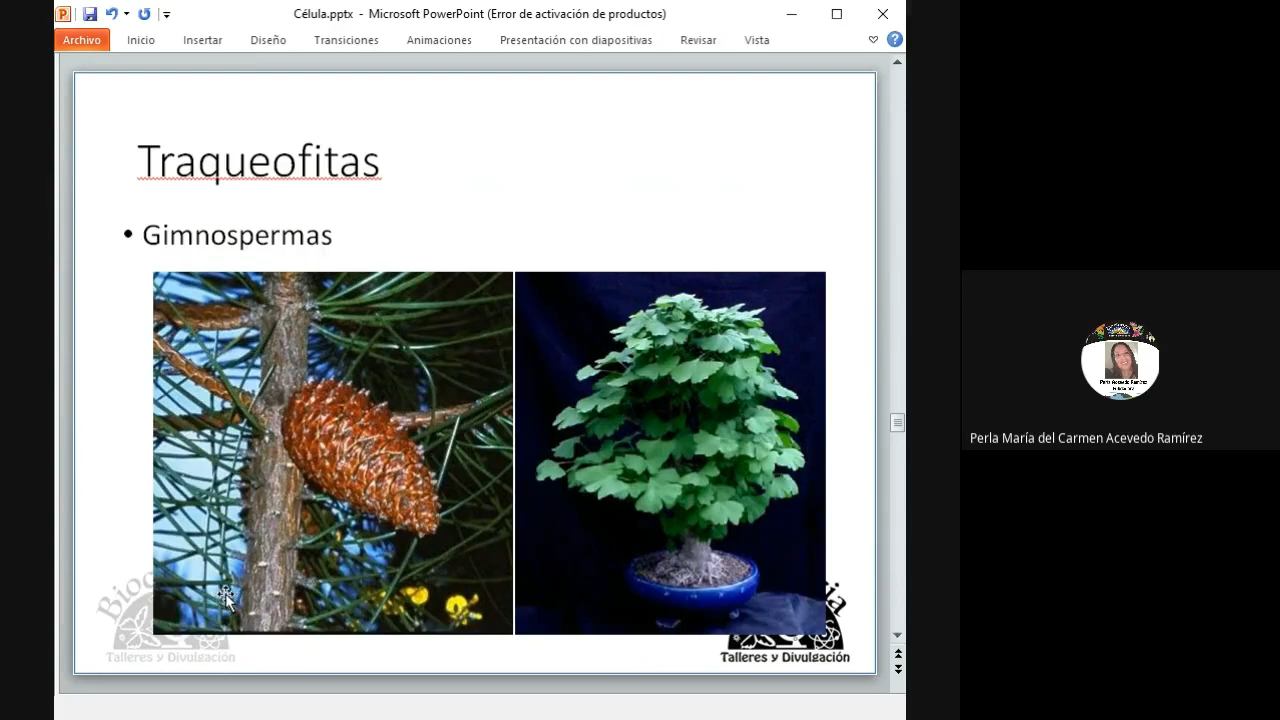 Célula.pptx - Microsoft PowerPoint (Error de activación de productos)
Archivo Inicio Insertar Diseño Transiciones Animaciones Presentación con diapositivas Revisar Vista
Traqueofitas
• Gimnospermas
Talleres y Divulgación
Talleres y Divulgación
Perla María del Carmen Acevedo Ramírez